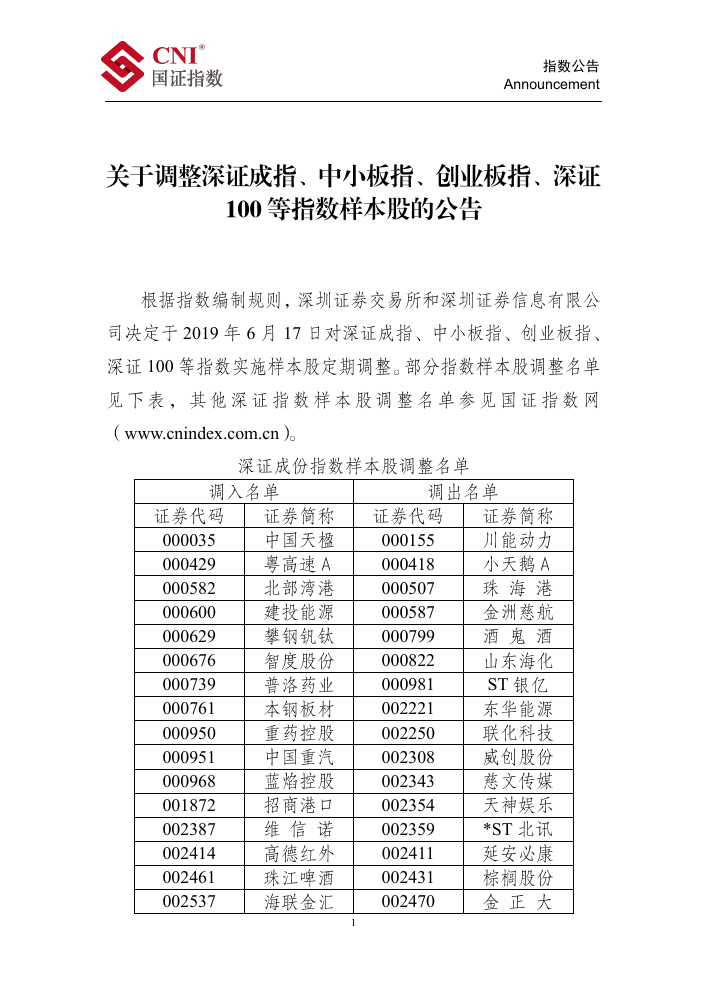 CNI®
国证指数
指数公告
Announcement
关于调整深证成指、中小板指、创业板指、深证
100 等指数样本股的公告
根据指数编制规则，深圳证券交易所和深圳证券信息有限公
司决定于 2019 年 6 月 17 日对深证成指、中小板指、创业板指、
深证 100 等指数实施样本股定期调整。部分指数样本股调整名单
见下表，其他深证指数样本股调整名单参见国证指数网
（www.cnindex.com.cn）。
深证成份指数样本股调整名单
调入名单 调出名单
证券代码 证券简称 证券代码 证券简称
000035 中国天楹 000155 川能动力
000429 粤高速Ａ 000418 小天鹅Ａ
000582 北部湾港 000507 珠 海 港
000600 建投能源 000587 金洲慈航
000629 攀钢钒钛 000799 酒 鬼 酒
000676 智度股份 000822 山东海化
000739 普洛药业 000981 ST 银亿
000761 本钢板材 002221 东华能源
000950 重药控股 002250 联化科技
000951 中国重汽 002308 威创股份
000968 蓝焰控股 002343 慈文传媒
001872 招商港口 002354 天神娱乐
002387 维 信 诺 002359 *ST 北讯
002414 高德红外 002411 延安必康
002461 珠江啤酒 002431 棕榈股份
002537 海联金汇 002470 金 正 大
1